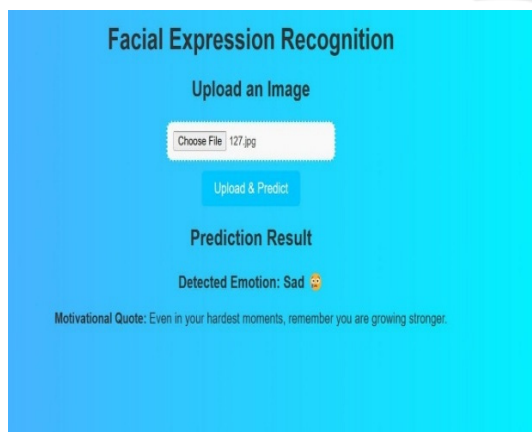 Facial Expression Recognition
Upload an Image
Choose File 127.jpg
Upload & Predict
Prediction Result
Detected Emotion: Sad 😨
Motivational Quote: Even in your hardest moments, remember you are growing stronger.